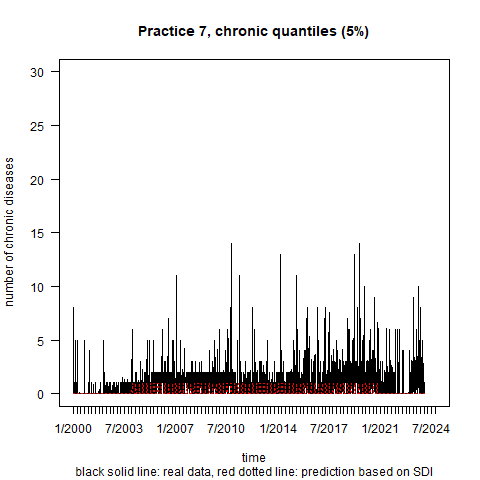 Practice 7, chronic quantiles (5%)
number of chronic diseases
30
25
20
15
10
5
0
1/2000 7/2003 1/2007 7/2010 1/2014 7/2017 1/2021 7/2024
time
black solid line: real data, red dotted line: prediction based on SDI